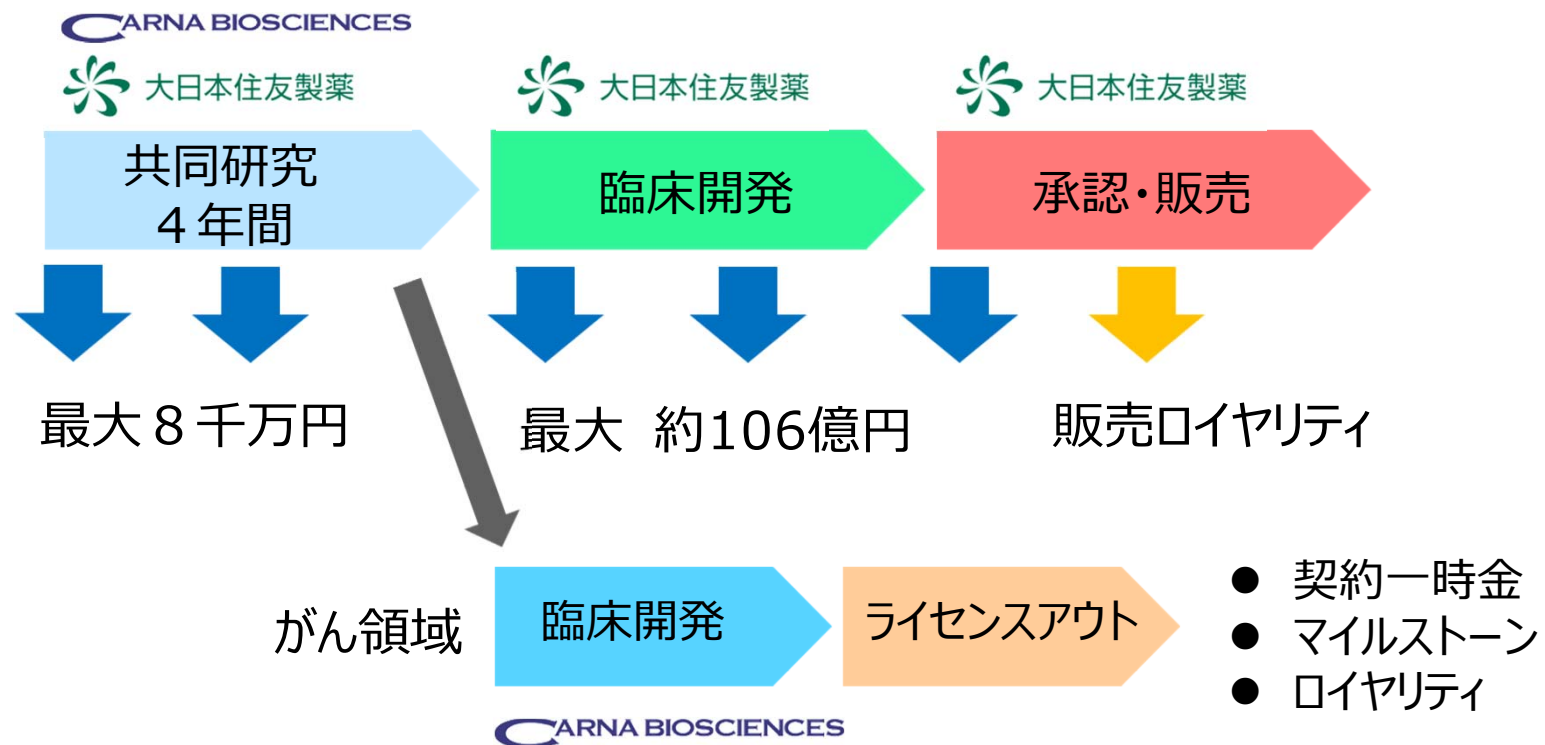 CARNA BIOSCIENCES
大日本住友製薬
大日本住友製薬
大日本住友製薬
共同研究
４年間
臨床開発
承認・販売
最大８千万円
最大 約106億円
販売ロイヤリティ
がん領域
臨床開発
ライセンスアウト
● 契約一時金
● マイルストーン
● ロイヤリティ
CARNA BIOSCIENCES